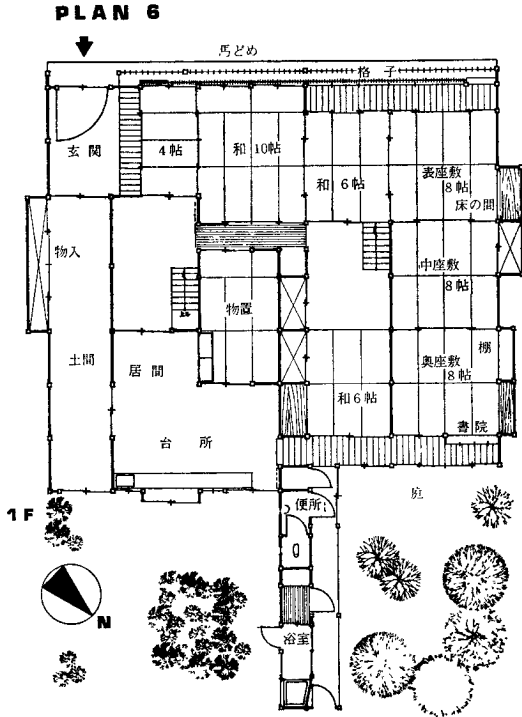 PLAN 6
馬どめ
格子
玄関
4帖
和10帖
和6帖
表座敷
8帖
床の間
物入
中座敷
8帖
物置
土間
居間
奥座敷
8帖
棚
和6帖
台所
書院
1F
便所
庭
N
浴室